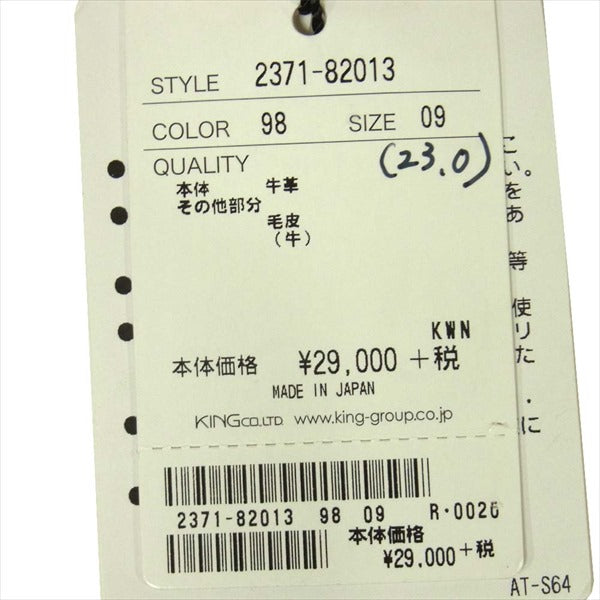 STYLE 2371-82013
COLOR 98 SIZE 09
QUALITY (23.0)
本体 牛革
その他部分
毛皮
(牛)
KWN
本体価格 ¥29,000 +税
MADE IN JAPAN
KING CO.,LTD. www.king-group.co.jp
2371-82013 98 09 R·0026
本体価格
¥29,000 +税
AT-S64
こ
い。
を
あ
等
使
り
た
・
に